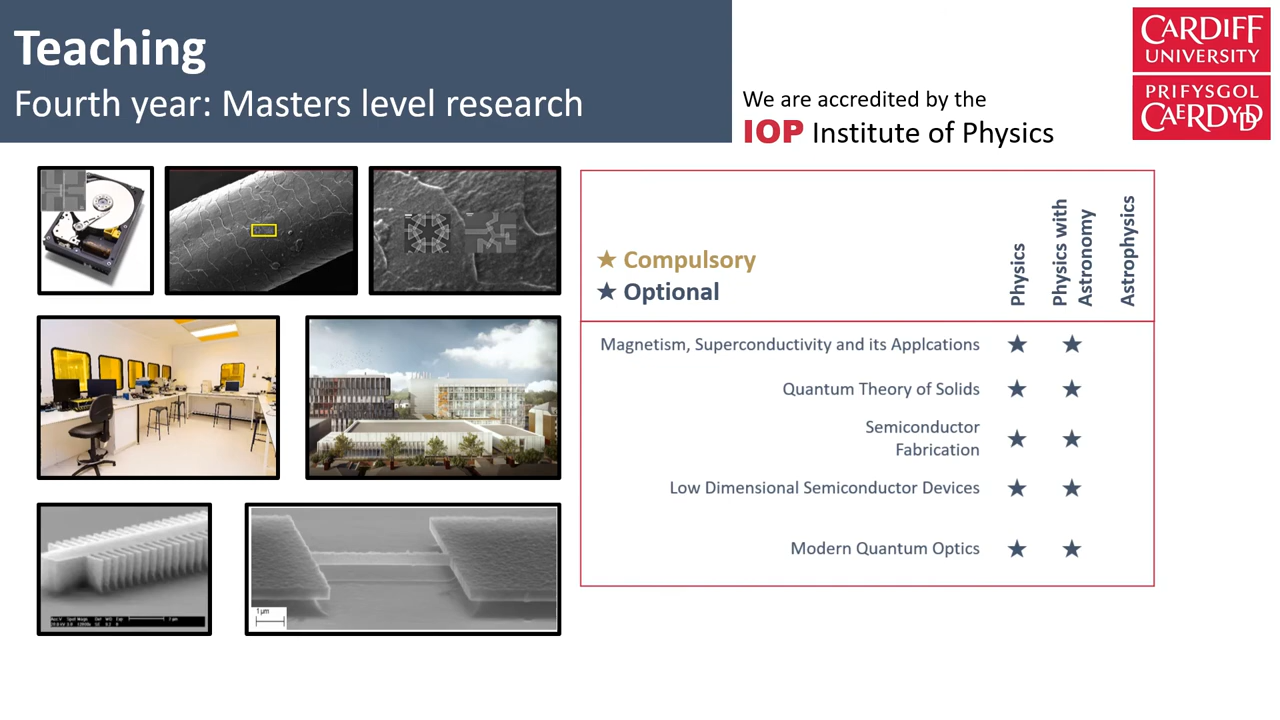 Teaching
Fourth year: Masters level research
We are accredited by the
IOP Institute of Physics
CARDIFF
UNIVERSITY
PRIFYSGOL
CAERDYDD
★ Compulsory
★ Optional
Physics
Physics with
Astronomy
Astrophysics
Magnetism, Superconductivity and its Applcations ★ ★
Quantum Theory of Solids ★ ★
Semiconductor
Fabrication ★ ★
Low Dimensional Semiconductor Devices ★ ★
Modern Quantum Optics ★ ★
1 µm